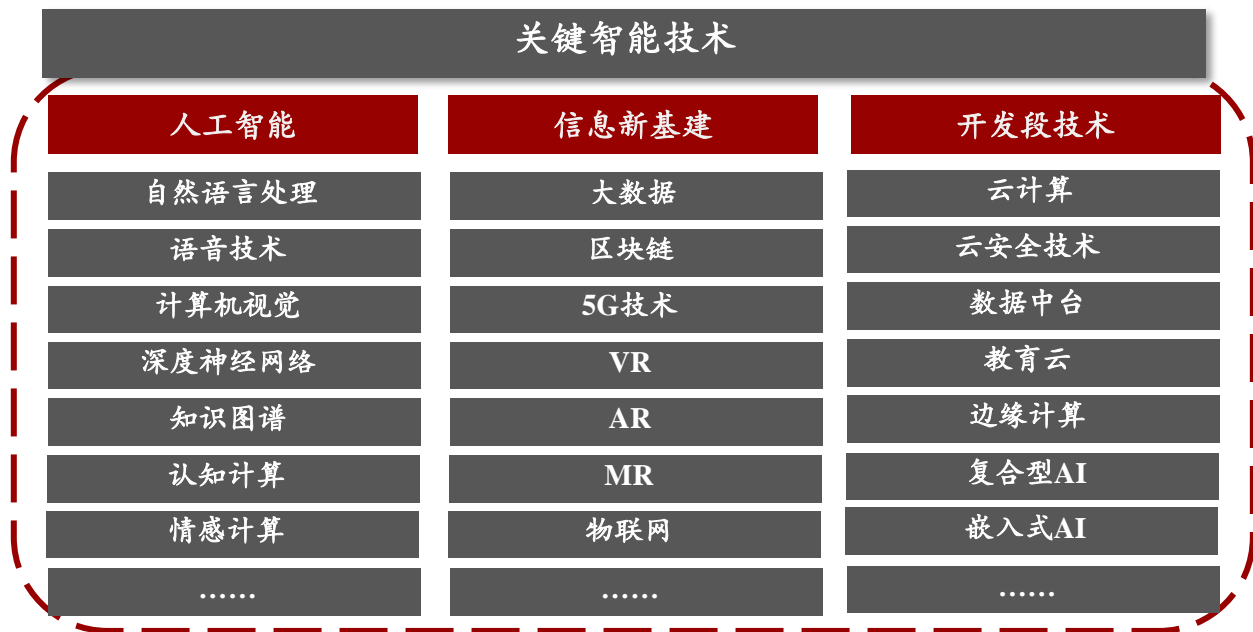 关键智能技术
人工智能
信息新基建
开发段技术
自然语言处理
大数据
云计算
语音技术
区块链
云安全技术
计算机视觉
5G技术
数据中台
深度神经网络
VR
教育云
知识图谱
AR
边缘计算
认知计算
MR
复合型AI
情感计算
物联网
嵌入式AI
……
……
……